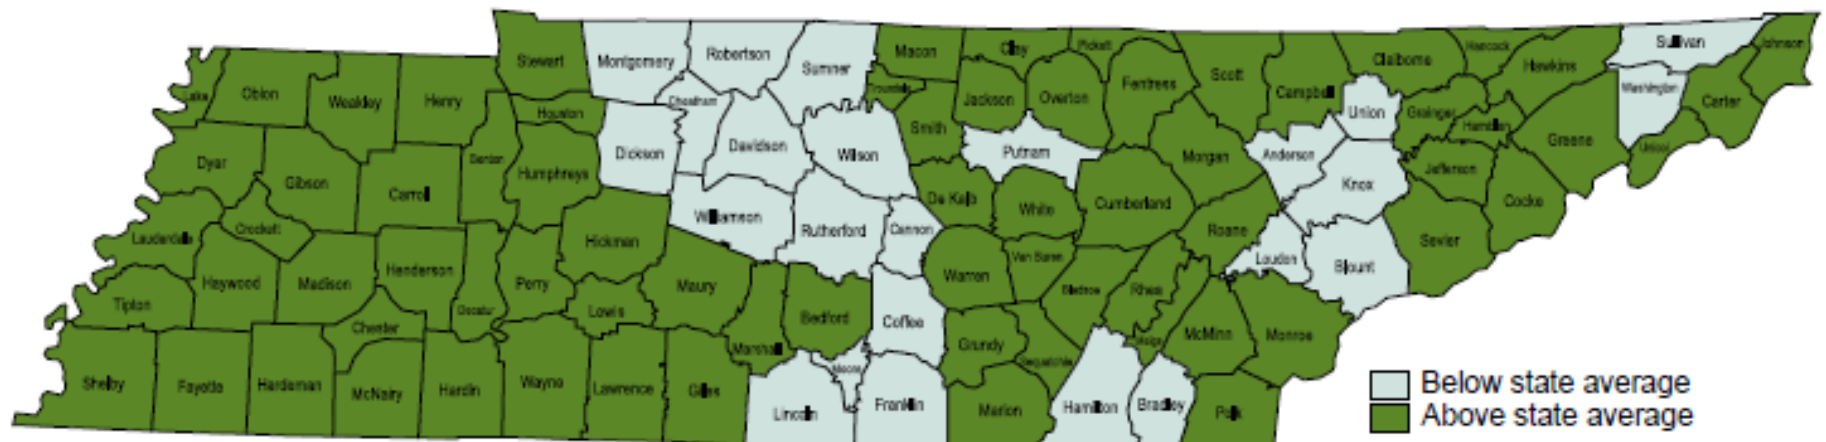 Stewart
Montgomery
Robertson
Sumner
Macon
Clay
Pickett
Scott
Claiborne
Hancock
Hawkins
Sullivan
Johnson
Lake
Obion
Weakley
Henry
Houston
Cheatham
Trousdale
Jackson
Overton
Fentress
Campbell
Union
Grainger
Hamblen
Washington
Carter
Dyer
Gibson
Carroll
Benton
Humphreys
Dickson
Davidson
Wilson
Smith
Putnam
Morgan
Anderson
Knox
Jefferson
Greene
Unicoi
Lauderdale
Crockett
Hickman
Williamson
Rutherford
Cannon
De Kalb
White
Cumberland
Roane
Loudon
Blount
Sevier
Cocke
Tipton
Haywood
Madison
Henderson
Decatur
Perry
Lewis
Maury
Bedford
Coffee
Warren
Van Buren
Bledsoe
Rhea
Meigs
McMinn
Monroe
Chester
Marshall
Moore
Grundy
Sequatchie
Shelby
Fayette
Hardeman
McNairy
Hardin
Wayne
Lawrence
Giles
Lincoln
Franklin
Marion
Hamilton
Bradley
Polk
Below state average
Above state average